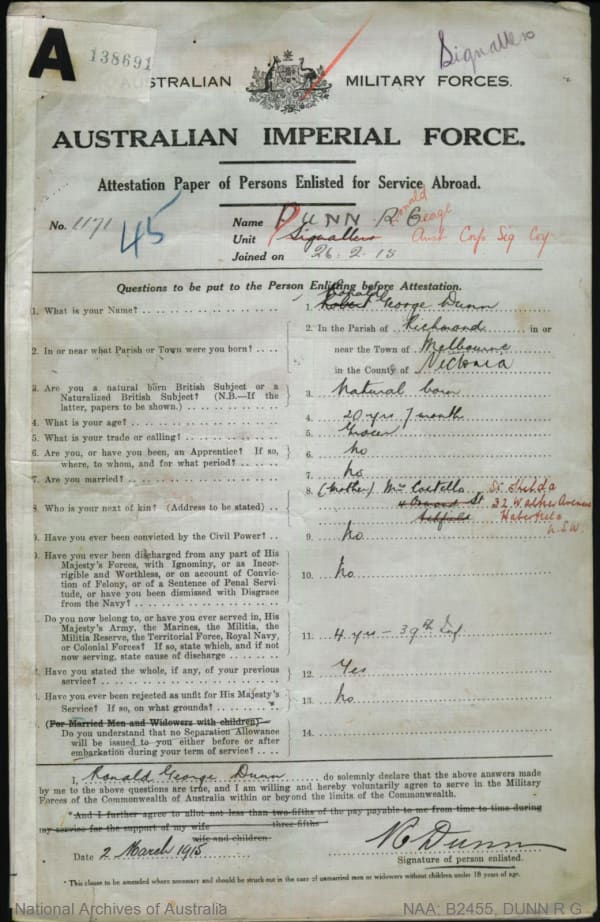 A
138691
Signallers
AUSTRALIAN MILITARY FORCES.
AUSTRALIAN IMPERIAL FORCE.
Attestation Paper of Persons Enlisted for Service Abroad.
No. 1171
45
Name DUNN R G
Ronald
George
Unit Signallers
Aust Corps Sig Coy
Joined on 26.2.15
Questions to be put to the Person Enlisting before Attestation.
1. What is your Name?
1. Ronald
Robert George Dunn
2. In or near what Parish or Town were you born?
2. In the Parish of Richmond in or
near the Town of Melbourne
in the County of Victoria
3. Are you a natural born British Subject or a
Naturalized British Subject? (N.B.—If the
latter, papers to be shown.)
3. Natural born
4. What is your age?
4. 20 yrs 7 month
5. What is your trade or calling?
5. Grocer
6. Are you, or have you been, an Apprentice? If so,
where, to whom, and for what period?
6. No
7. Are you married?
7. No
8. Who is your next of kin? (Address to be stated)
8. (Mother) Mrs Costello
St
Ashfield
St Kilda
32 Walker Avenue
Haberfield
N.S.W.
9. Have you ever been convicted by the Civil Power?
9. No
Have you ever been discharged from any part of His
Majesty's Forces, with Ignominy, or as Incor-
rigible and Worthless, or on account of Convic-
tion of Felony, or of a Sentence of Penal Servi-
tude, or have you been dismissed with Disgrace
from the Navy?
10. No
Do you now belong to, or have you ever served in, His
Majesty's Army, the Marines, the Militia, the
Militia Reserve, the Territorial Force, Royal Navy,
or Colonial Forces? If so, state which, and if not
now serving, state cause of discharge
11. 4 yrs - 39th Inf
Have you stated the whole, if any, of your previous
service?
12. Yes
Have you ever been rejected as unfit for His Majesty's
Service? If so, on what grounds?
13. No
(For Married Men and Widowers with children)
Do you understand that no Separation Allowance
will be issued to you either before or after
embarkation during your term of service?
14.
I, Ronald George Dunn do solemnly declare that the above answers made
by me to the above questions are true, and I am willing and hereby voluntarily agree to serve in the Military
Forces of the Commonwealth of Australia within or beyond the limits of the Commonwealth.
*And I further agree to allot not less than two-fifths of the pay payable to me from time to time during
three-fifths
my service for the support of my wife
wife and children
Date 2 March 1915
R G Dunn
Signature of person enlisted.
* This clause to be amended where necessary and should be struck out in the case of unmarried men or widowers without children under 18 years of age.
National Archives of Australia
NAA: B2455, DUNN R G